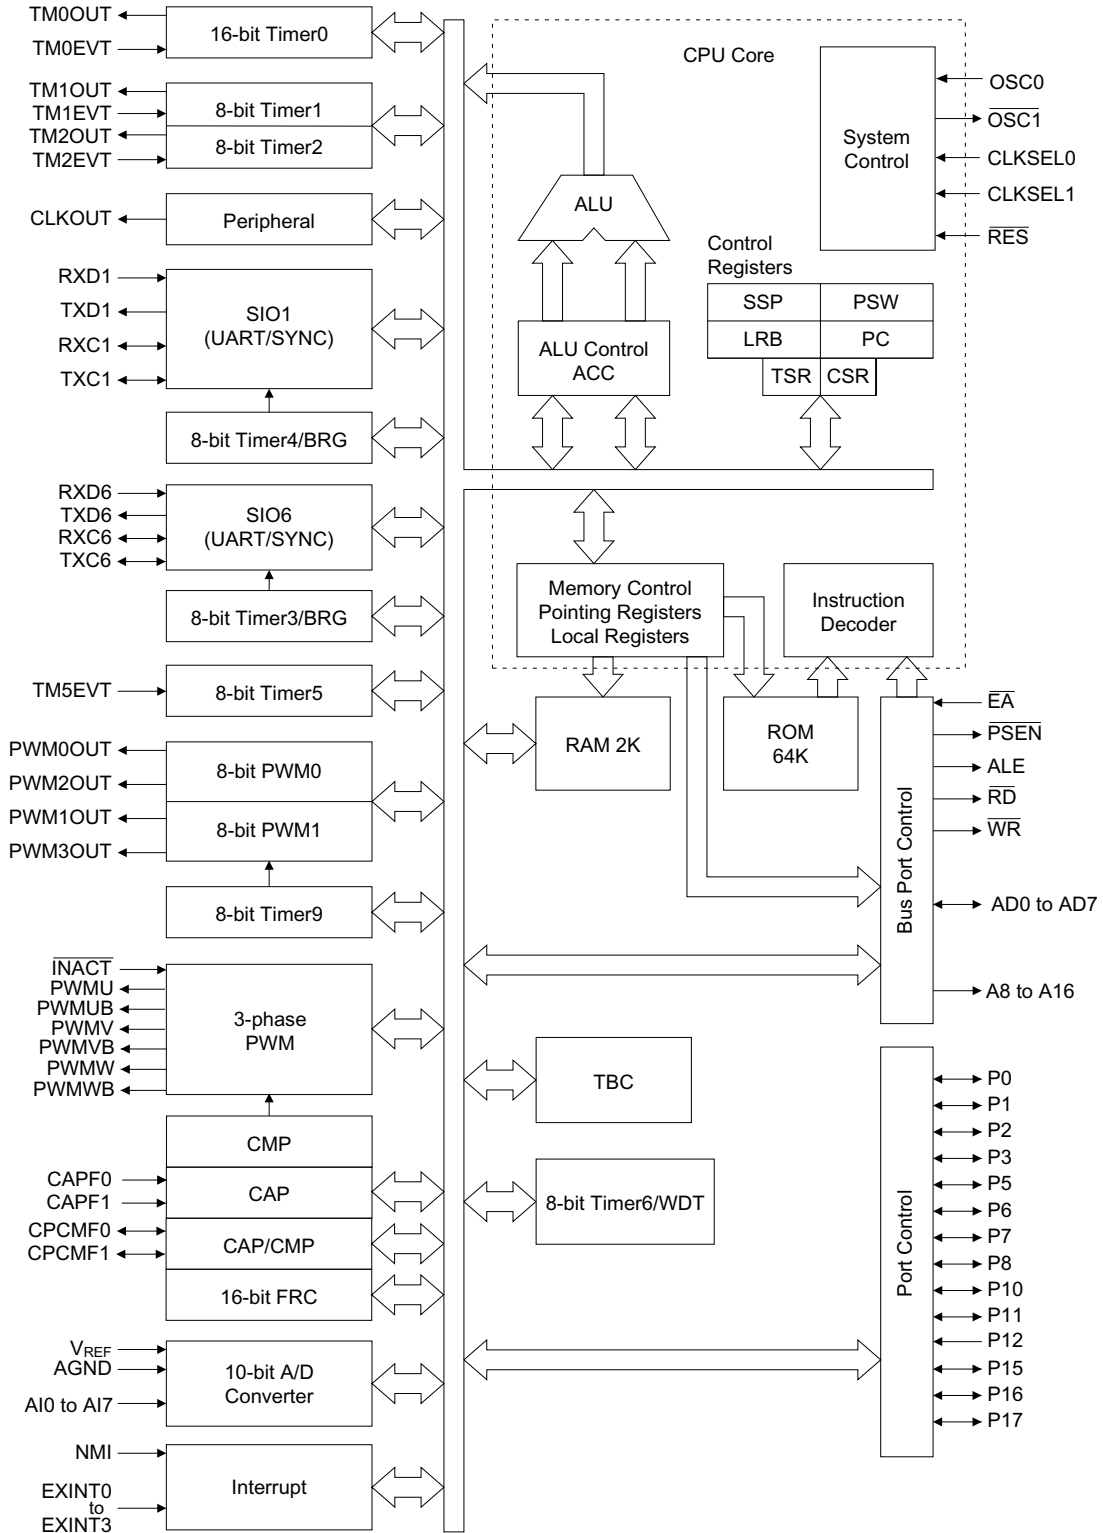 TM0OUT
TM0EVT
16-bit Timer0
TM1OUT
TM1EVT
TM2OUT
TM2EVT
8-bit Timer1
8-bit Timer2
CLKOUT
Peripheral
RXD1
TXD1
RXC1
TXC1
SIO1
(UART/SYNC)
8-bit Timer4/BRG
RXD6
TXD6
RXC6
TXC6
SIO6
(UART/SYNC)
8-bit Timer3/BRG
TM5EVT
8-bit Timer5
PWM0OUT
PWM2OUT
PWM1OUT
PWM3OUT
8-bit PWM0
8-bit PWM1
8-bit Timer9
INACT
PWMU
PWMUB
PWMV
PWMVB
PWMW
PWMWB
3-phase
PWM
CMP
CAPF0
CAPF1
CAP
CPCMF0
CPCMF1
CAP/CMP
16-bit FRC
VREF
AGND
AI0 to AI7
10-bit A/D
Converter
NMI
EXINT0
to
EXINT3
Interrupt
CPU Core
System
Control
OSC0
OSC1
CLKSEL0
CLKSEL1
RES
ALU
Control
Registers
SSP
PSW
LRB
PC
TSR
CSR
ALU Control
ACC
Memory Control
Pointing Registers
Local Registers
Instruction
Decoder
RAM 2K
ROM
64K
Bus Port Control
EA
PSEN
ALE
RD
WR
AD0 to AD7
A8 to A16
TBC
8-bit Timer6/WDT
Port Control
P0
P1
P2
P3
P5
P6
P7
P8
P10
P11
P12
P15
P16
P17